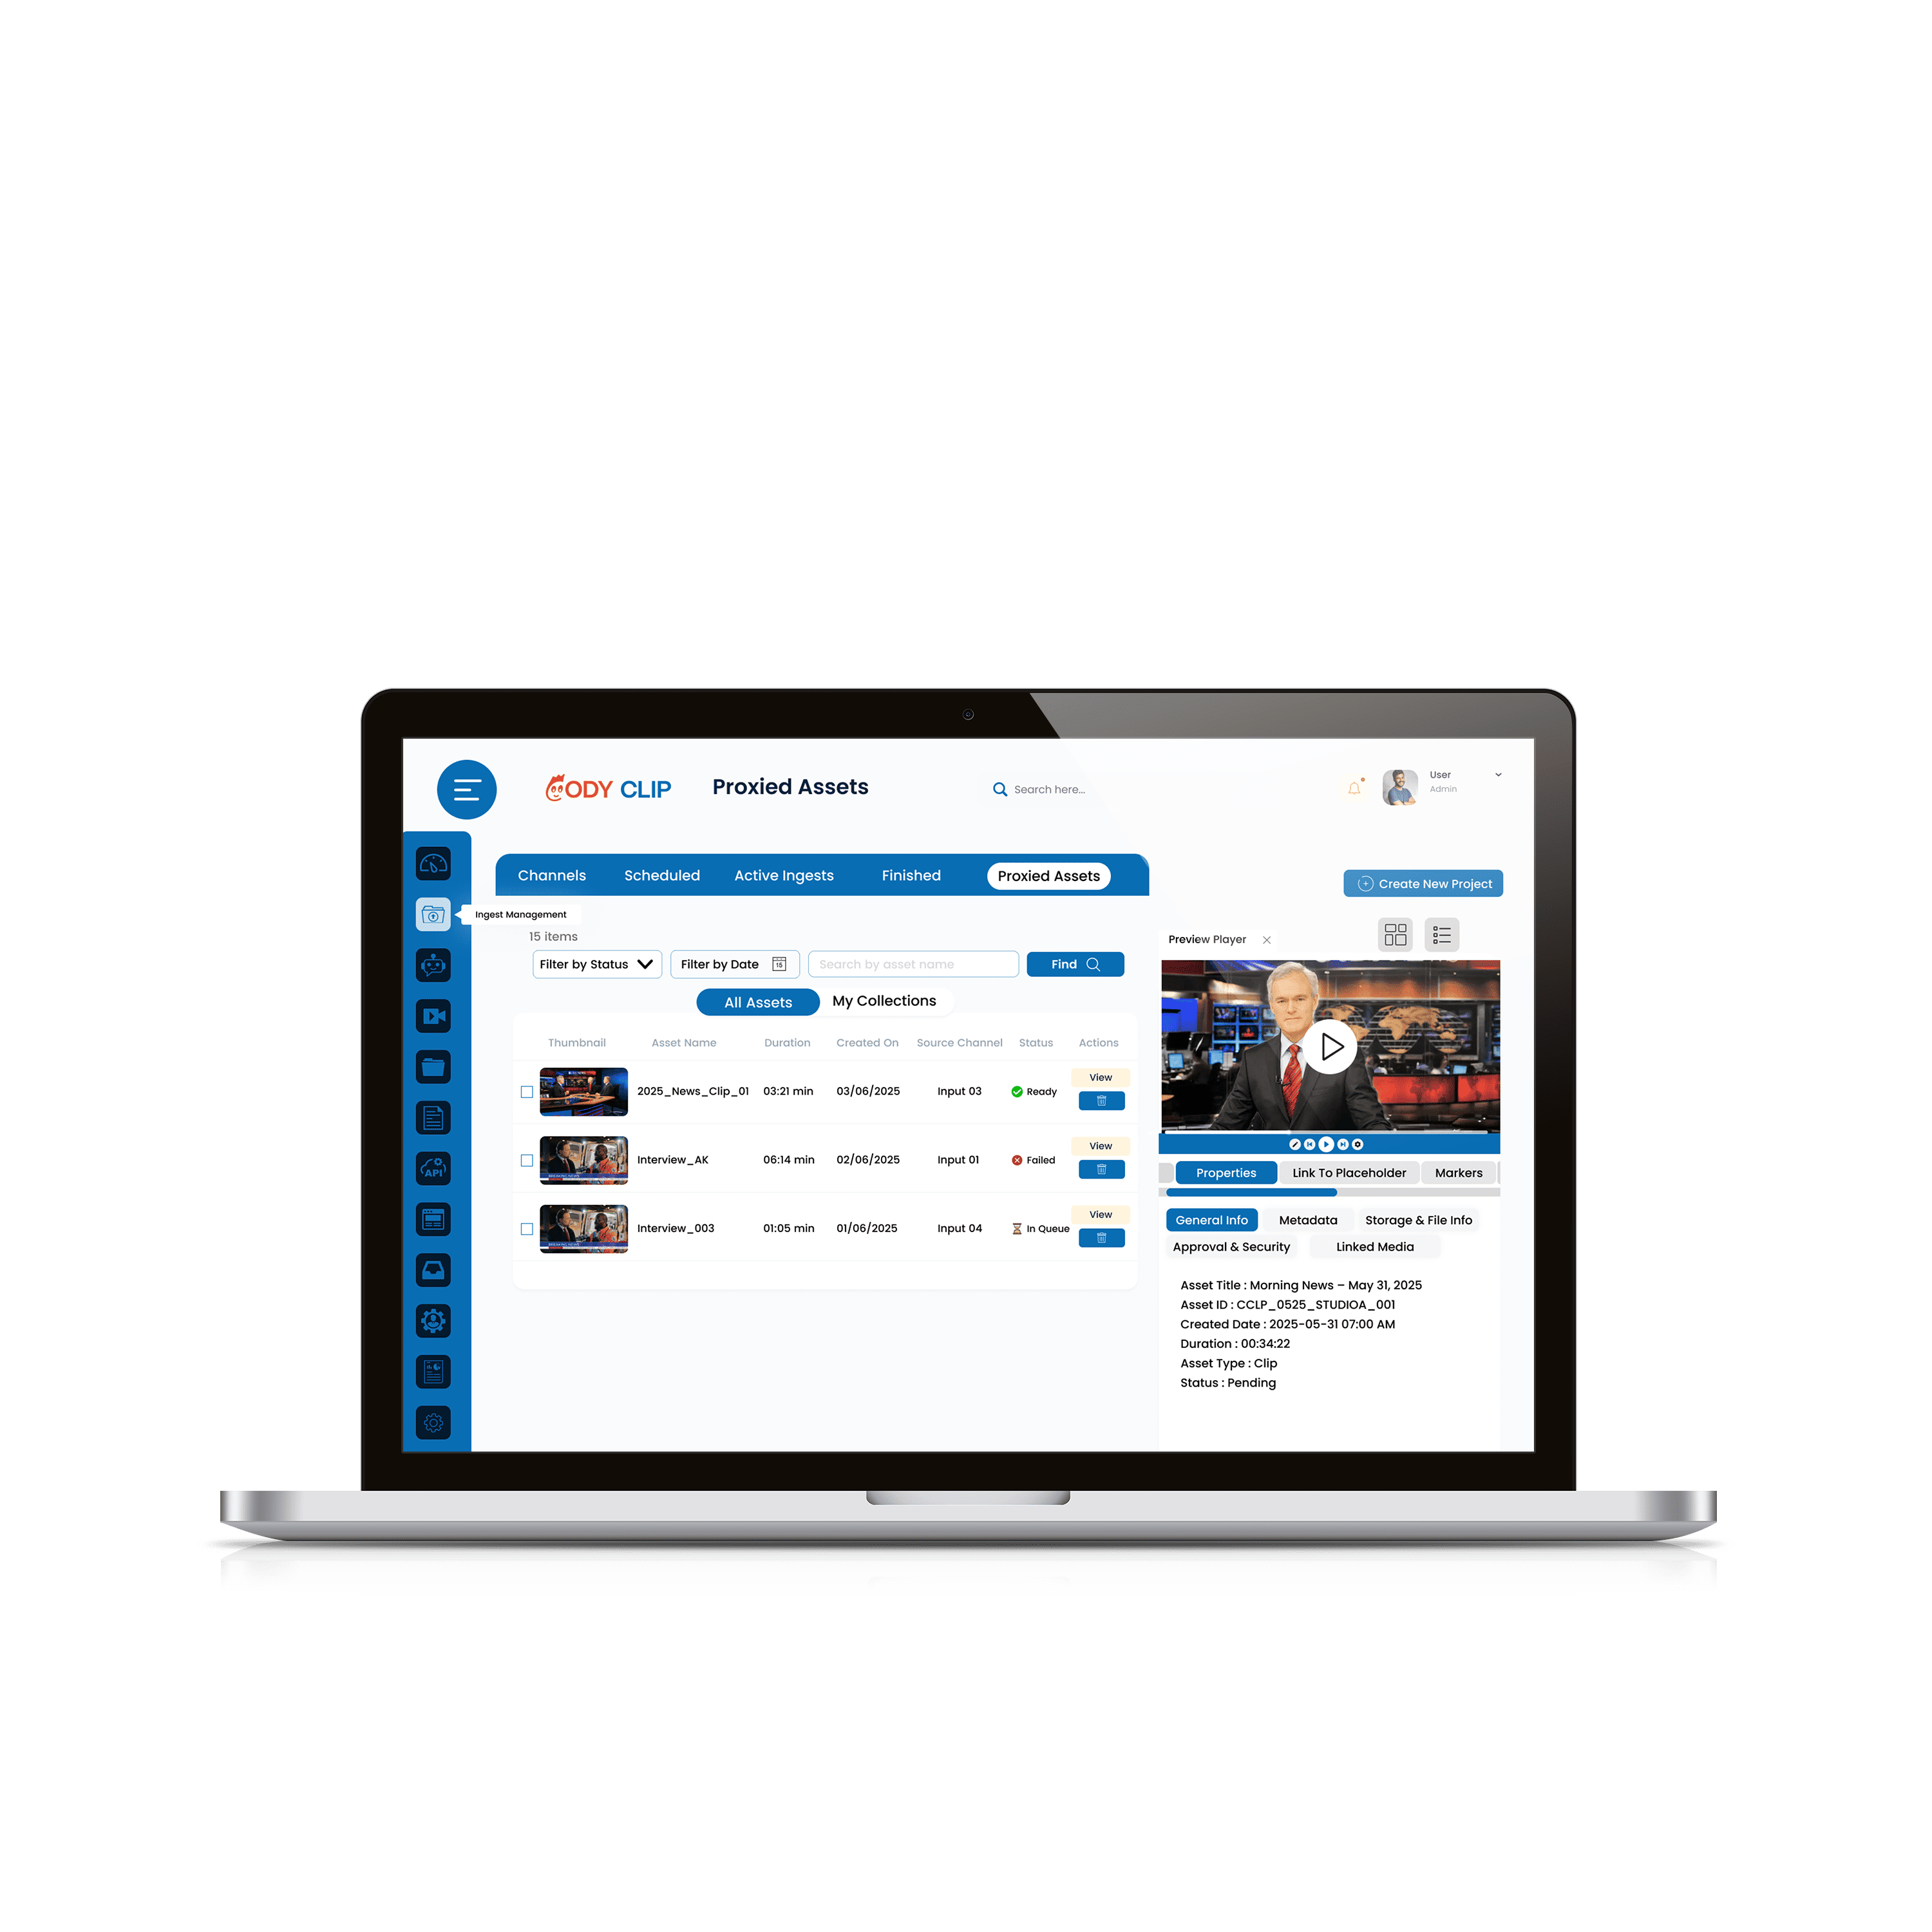 CODY CLIP
Proxied Assets
Search here...
User
Admin
Channels
Scheduled
Active Ingests
Finished
Proxied Assets
Create New Project
Ingest Management
15 items
Filter by Status
Filter by Date
15
Search by asset name
Find
All Assets
My Collections
Thumbnail Asset Name Duration Created On Source Channel Status Actions
2025_News_Clip_01 03:21 min 03/06/2025 Input 03 Ready View
Interview_AK 06:14 min 02/06/2025 Input 01 Failed View
Interview_003 01:05 min 01/06/2025 Input 04 In Queue View
API
Preview Player
Properties
Link To Placeholder
Markers
General Info
Metadata
Storage & File Info
Approval & Security
Linked Media
Asset Title : Morning News – May 31, 2025
Asset ID : CCLP_0525_STUDIOA_001
Created Date : 2025-05-31 07:00 AM
Duration : 00:34:22
Asset Type : Clip
Status : Pending